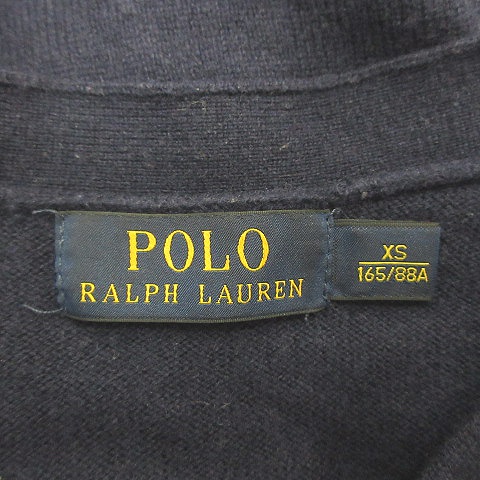 POLO
RALPH LAUREN
XS
165/88A